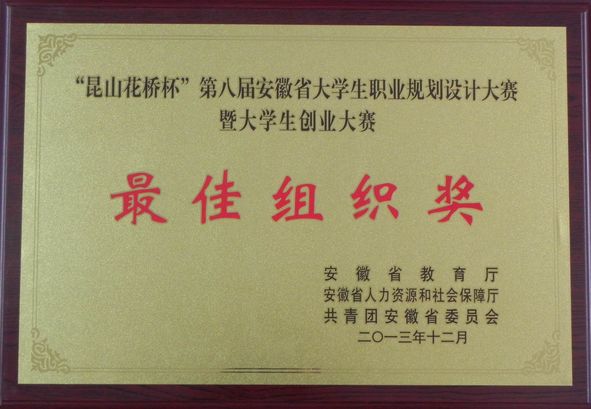 “昆山花桥杯”第八届安徽省大学生职业规划设计大赛
暨大学生创业大赛
最佳组织奖
安徽省教育厅
安徽省人力资源和社会保障厅
共青团安徽省委员会
二〇一三年十二月